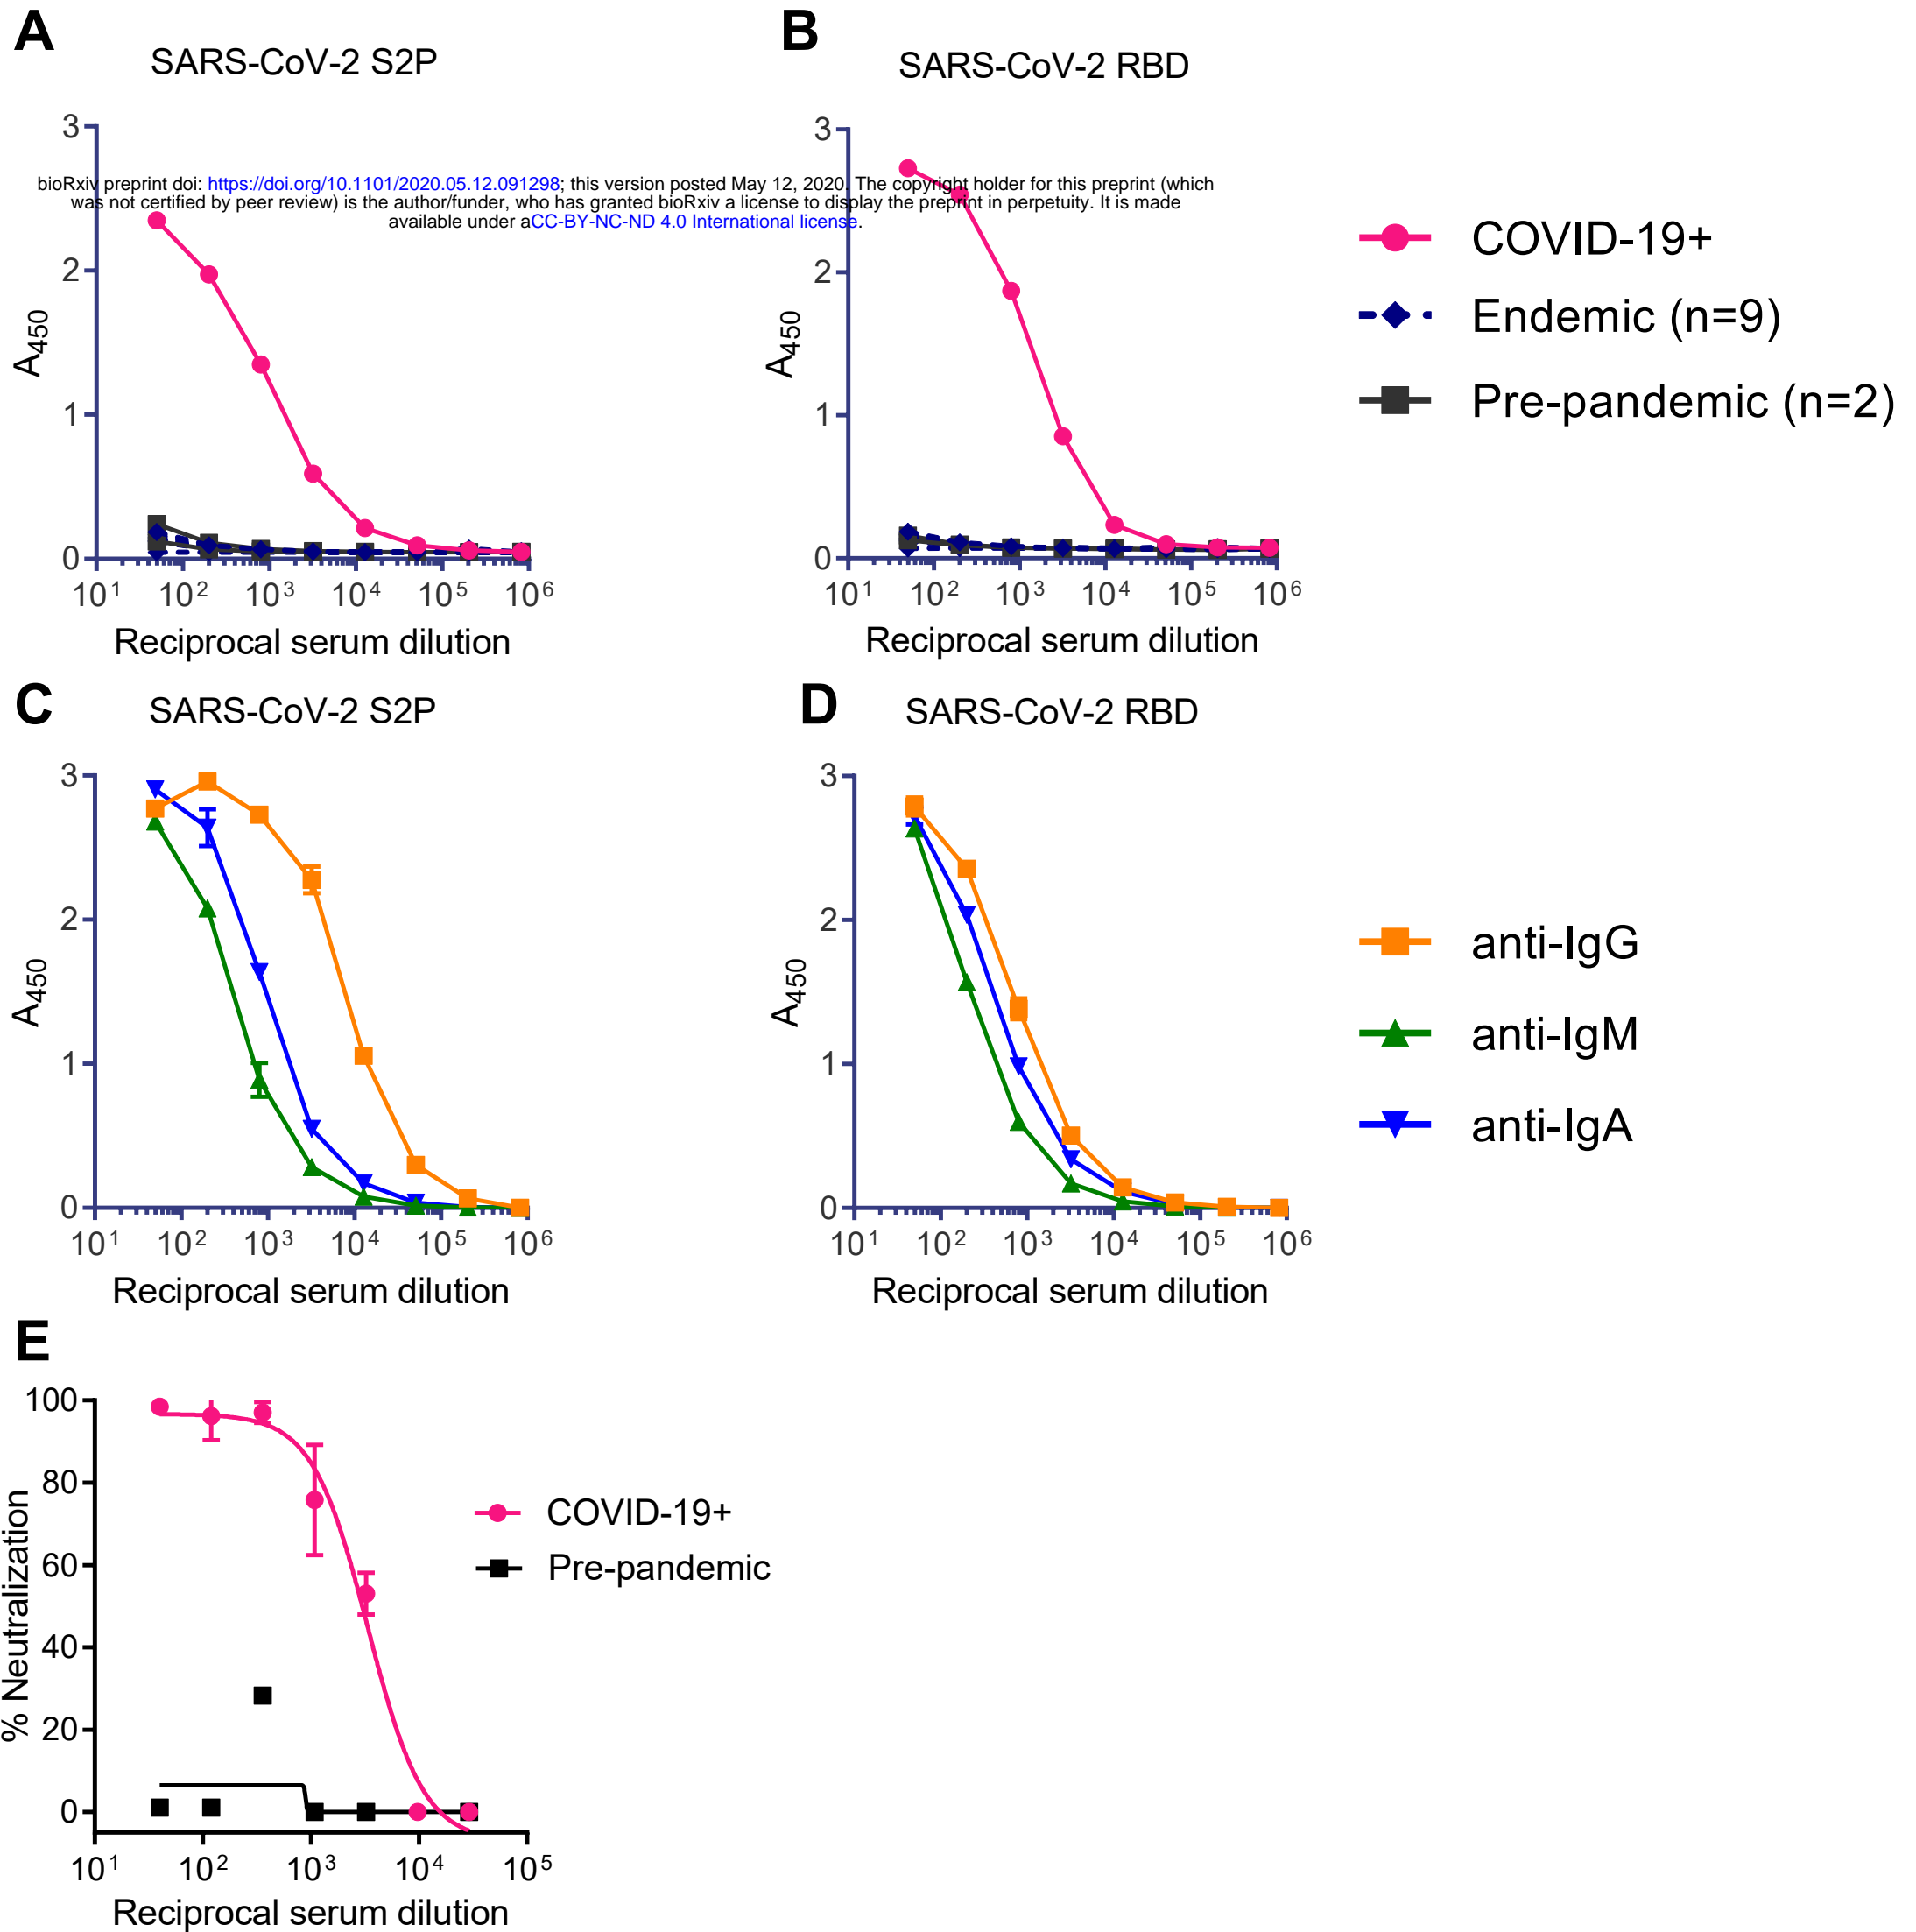 A
SARS-CoV-2 S2P
B
SARS-CoV-2 RBD
bioRxiv preprint doi: https://doi.org/10.1101/2020.05.12.091298; this version posted May 12, 2020. The copyright holder for this preprint (which
was not certified by peer review) is the author/funder, who has granted bioRxiv a license to display the preprint in perpetuity. It is made
available under aCC-BY-NC-ND 4.0 International license.
3
2
1
0
A450
10¹ 10² 10³ 10⁴ 10⁵ 10⁶
Reciprocal serum dilution
3
2
1
0
A450
10¹ 10² 10³ 10⁴ 10⁵ 10⁶
Reciprocal serum dilution
COVID-19+
Endemic (n=9)
Pre-pandemic (n=2)
C
SARS-CoV-2 S2P
3
2
1
0
A450
10¹ 10² 10³ 10⁴ 10⁵ 10⁶
Reciprocal serum dilution
D
SARS-CoV-2 RBD
3
2
1
0
A450
10¹ 10² 10³ 10⁴ 10⁵ 10⁶
Reciprocal serum dilution
anti-IgG
anti-IgM
anti-IgA
E
100
80
60
40
20
0
% Neutralization
10¹ 10² 10³ 10⁴ 10⁵
Reciprocal serum dilution
COVID-19+
Pre-pandemic